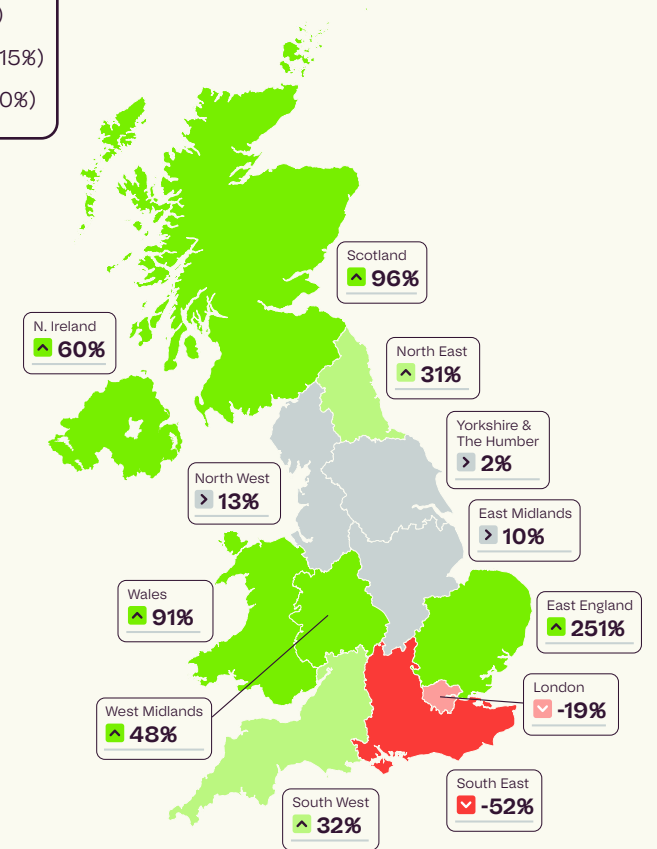 )
15%)
0%)
Scotland
96%
N. Ireland
60%
North East
31%
Yorkshire &
The Humber
2%
North West
13%
East Midlands
10%
Wales
91%
East England
251%
London
-19%
West Midlands
48%
South East
-52%
South West
32%